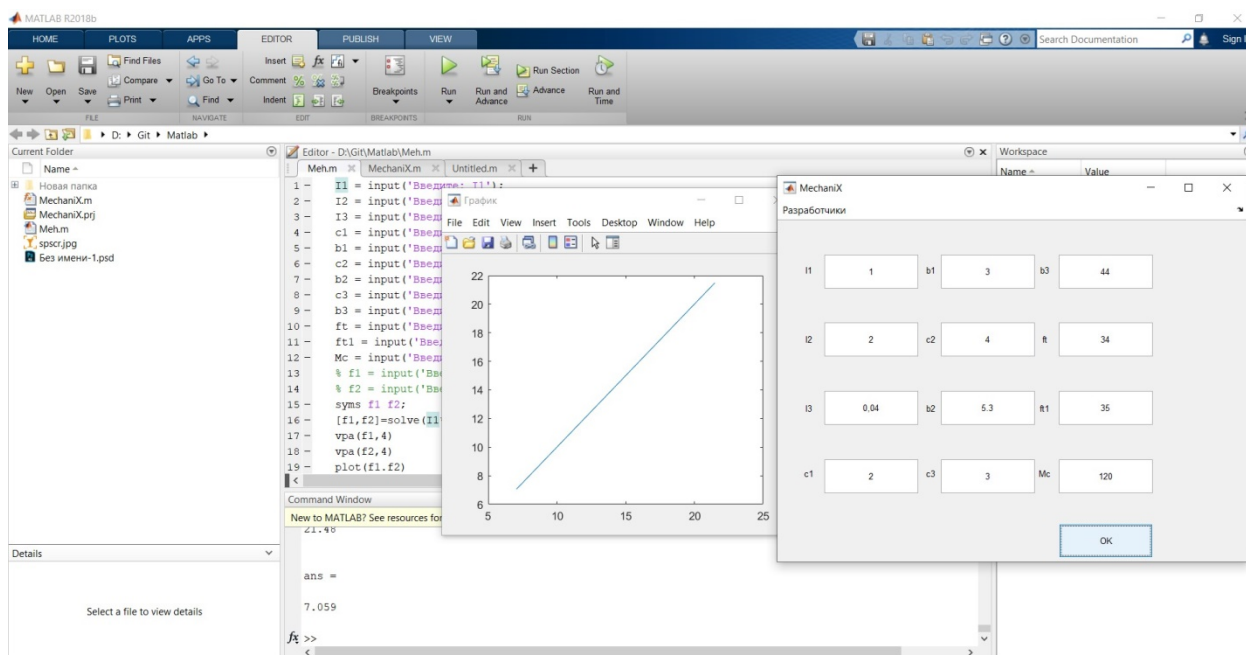 MATLAB R2018b
HOME PLOTS APPS EDITOR PUBLISH VIEW
Search Documentation
Sign
New Open Save
Find Files
Compare
Print
Go To
Find
Insert
Comment
Indent
Breakpoints
Run
Run and Advance
Run Section
Advance
Run and Time
FILE NAVIGATE EDIT BREAKPOINTS RUN
D: Git Matlab
Current Folder
Name
Новая папка
MechaniX.m
MechaniX.prj
Meh.m
spscr.jpg
Без имени-1.psd
Details
Select a file to view details
Editor - D:\Git\Matlab\Meh.m
Meh.m MechaniX.m Untitled.m
1 I1 = input('Введите: I1');
2 I2 = input('Введ
3 I3 = input('Введ
4 c1 = input('Введ
5 b1 = input('Введ
6 c2 = input('Введ
7 b2 = input('Введ
8 c3 = input('Введ
9 b3 = input('Введ
10 ft = input('Введ
11 ft1 = input('Вве
12 Mc = input('Введ
13 % f1 = input('Вв
14 % f2 = input('Вв
15 syms f1 f2;
16 [f1,f2]=solve(I1
17 vpa(f1,4)
18 vpa(f2,4)
19 plot(f1.f2)
Command Window
New to MATLAB? See resources for
21.48
ans =
7.059
fx >>
График
File Edit View Insert Tools Desktop Window Help
22
20
18
16
14
12
10
8
6
5 10 15 20 25
Workspace
Name Value
MechaniX
Разработчики
I1 1 b1 3 b3 44
I2 2 c2 4 ft 34
I3 0,04 b2 5.3 ft1 35
c1 2 c3 3 Mc 120
OK